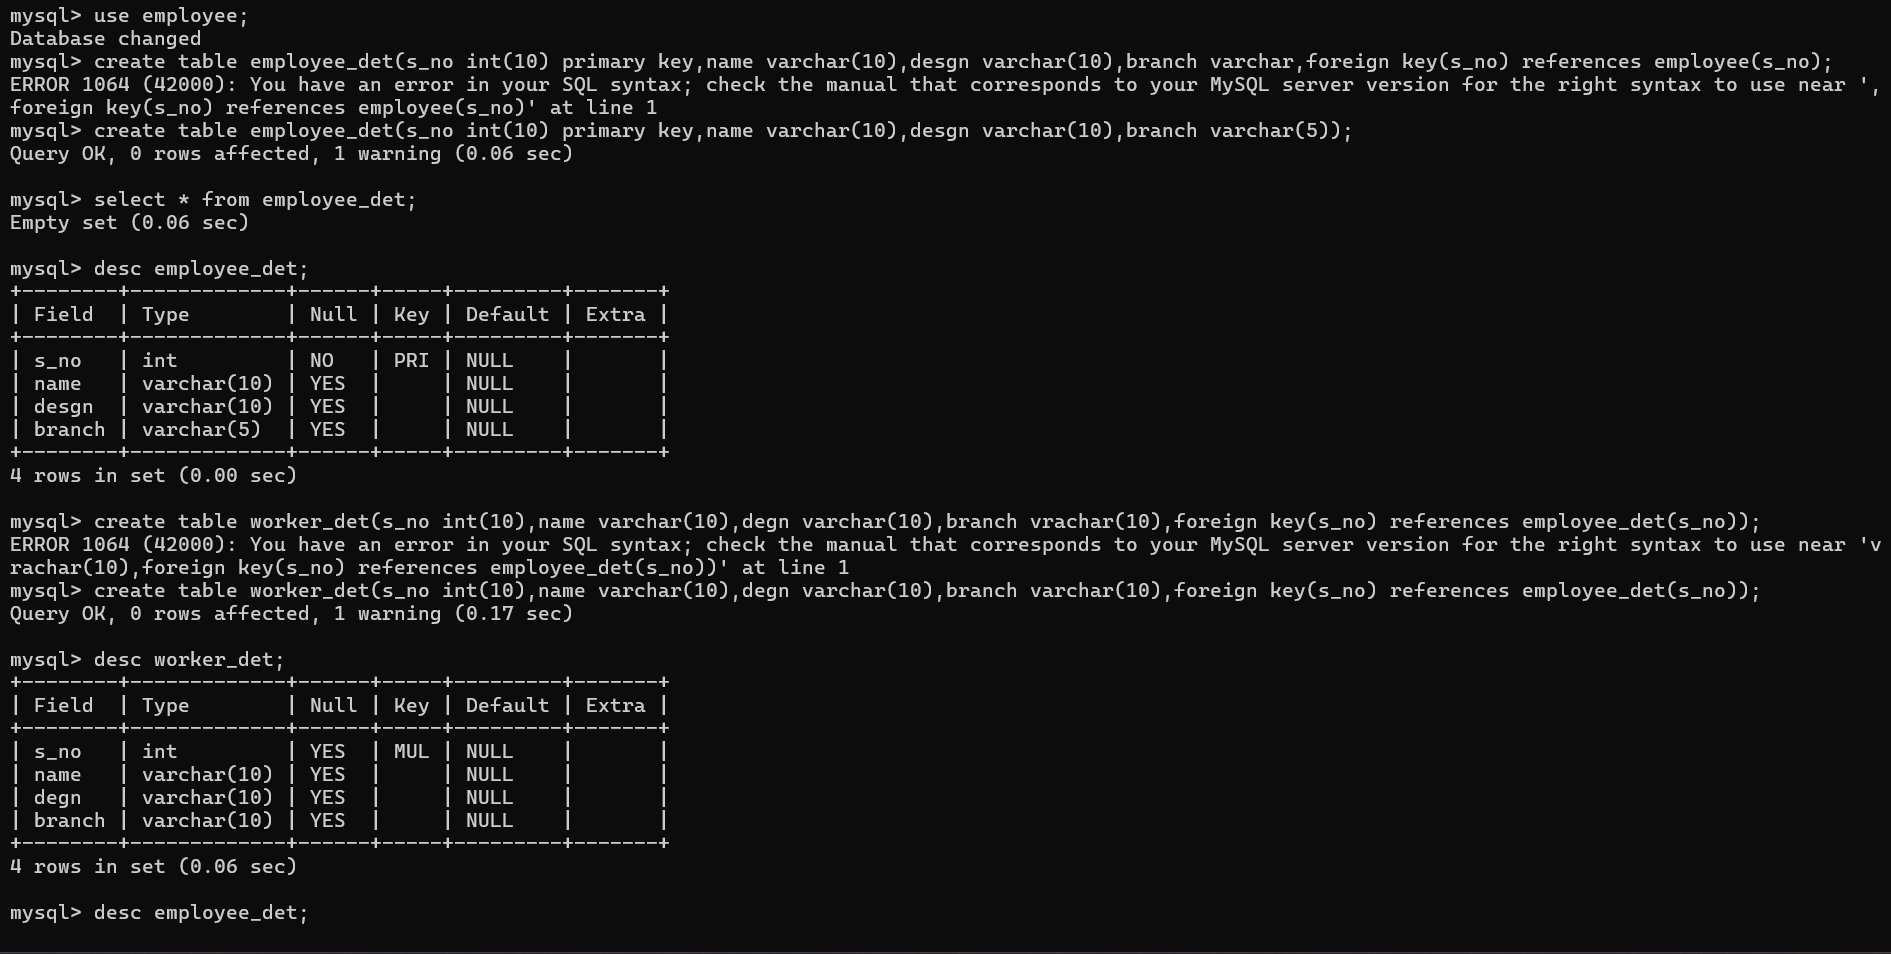 mysql> use employee;
Database changed
mysql> create table employee_det(s_no int(10) primary key,name varchar(10),desgn varchar(10),branch varchar,foreign key(s_no) references employee(s_no);
ERROR 1064 (42000): You have an error in your SQL syntax; check the manual that corresponds to your MySQL server version for the right syntax to use near ',
foreign key(s_no) references employee(s_no)' at line 1
mysql> create table employee_det(s_no int(10) primary key,name varchar(10),desgn varchar(10),branch varchar(5));
Query OK, 0 rows affected, 1 warning (0.06 sec)

mysql> select * from employee_det;
Empty set (0.06 sec)

mysql> desc employee_det;
+--------+-------------+------+-----+---------+-------+
| Field  | Type        | Null | Key | Default | Extra |
+--------+-------------+------+-----+---------+-------+
| s_no   | int         | NO   | PRI | NULL    |       |
| name   | varchar(10) | YES  |     | NULL    |       |
| desgn  | varchar(10) | YES  |     | NULL    |       |
| branch | varchar(5)  | YES  |     | NULL    |       |
+--------+-------------+------+-----+---------+-------+
4 rows in set (0.00 sec)

mysql> create table worker_det(s_no int(10),name varchar(10),degn varchar(10),branch vrachar(10),foreign key(s_no) references employee_det(s_no));
ERROR 1064 (42000): You have an error in your SQL syntax; check the manual that corresponds to your MySQL server version for the right syntax to use near 'v
rachar(10),foreign key(s_no) references employee_det(s_no))' at line 1
mysql> create table worker_det(s_no int(10),name varchar(10),degn varchar(10),branch varchar(10),foreign key(s_no) references employee_det(s_no));
Query OK, 0 rows affected, 1 warning (0.17 sec)

mysql> desc worker_det;
+--------+-------------+------+-----+---------+-------+
| Field  | Type        | Null | Key | Default | Extra |
+--------+-------------+------+-----+---------+-------+
| s_no   | int         | YES  | MUL | NULL    |       |
| name   | varchar(10) | YES  |     | NULL    |       |
| degn   | varchar(10) | YES  |     | NULL    |       |
| branch | varchar(10) | YES  |     | NULL    |       |
+--------+-------------+------+-----+---------+-------+
4 rows in set (0.06 sec)

mysql> desc employee_det;